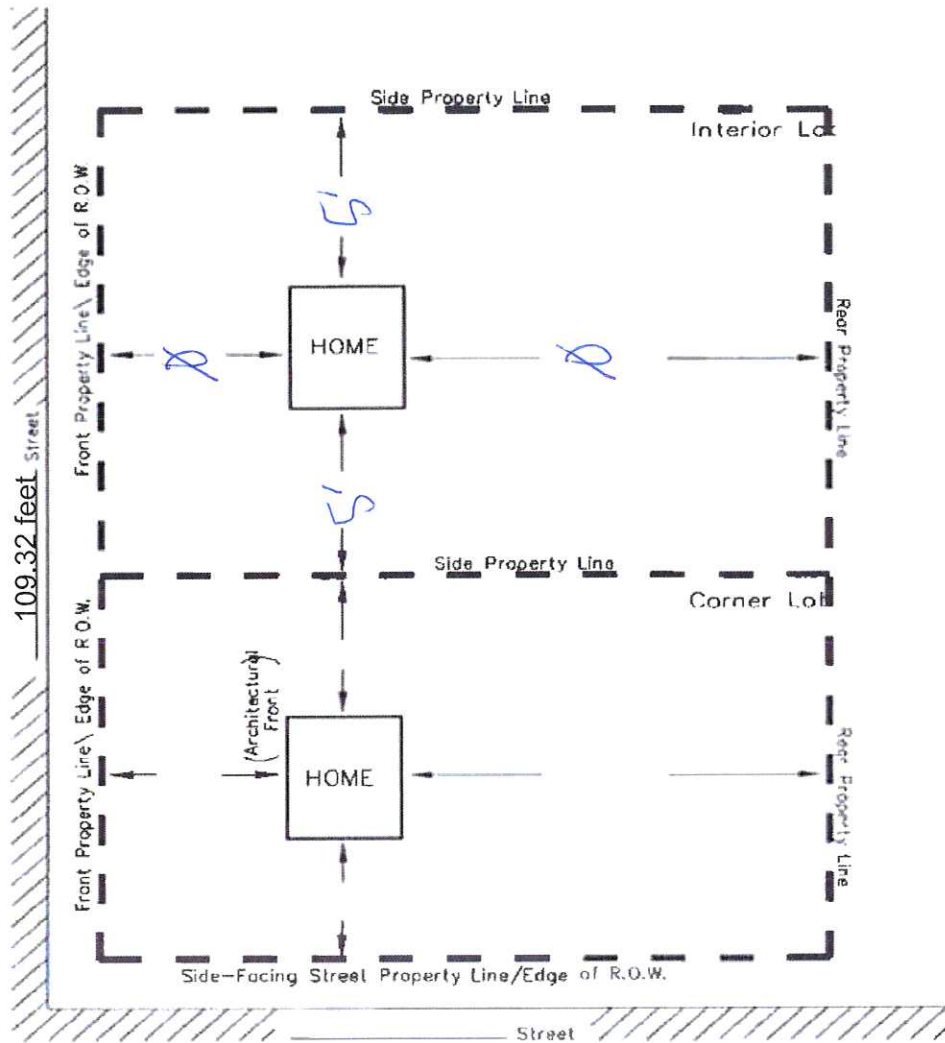 Side Property Line
Interior Lot
Front Property Line\ Edge of R.O.W.
5'
HOME
Rear Property Line
5'
109.32 feet Street
Side Property Line
Corner Lot
Front Property Line\ Edge of R.O.W.
(Architectural
Front)
HOME
Rear Property Line
Side-Facing Street Property Line/Edge of R.O.W.
Street